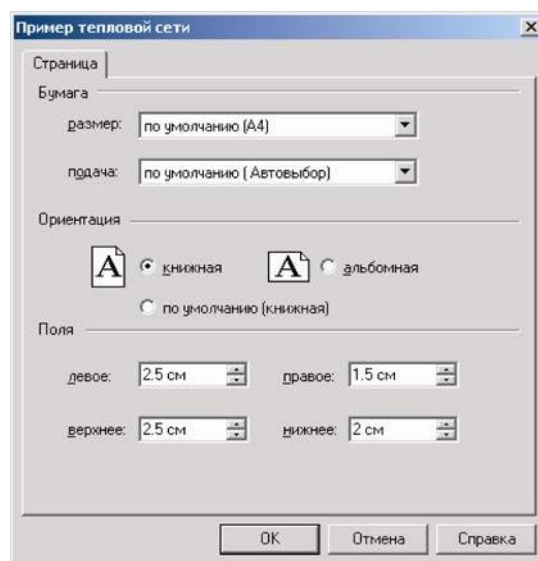 Пример тепловой сети
Страница
Бумага
размер: по умолчанию (A4)
подача: по умолчанию ( Автовыбор)
Ориентация
A книжная A альбомная
по умолчанию (книжная)
Поля
левое: 2.5 см правое: 1.5 см
верхнее: 2.5 см нижнее: 2 см
OK Отмена Справка